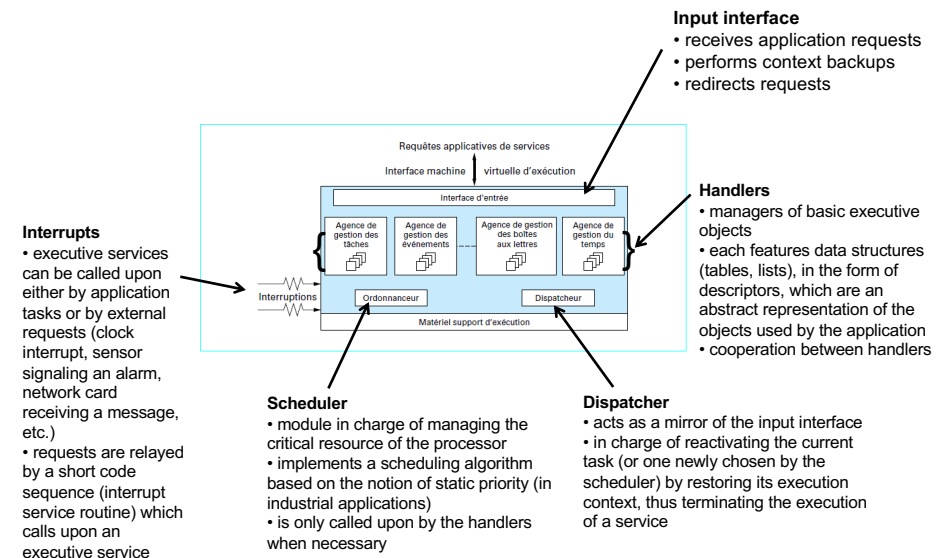 Input interface
• receives application requests
• performs context backups
• redirects requests
Requêtes applicatives de services
Interface machine virtuelle d'exécution
Interface d'entrée
Agence de
gestion des
tâches
Agence de
gestion des
événements
Agence de gestion
des boîtes
aux lettres
Agence de
gestion du
temps
Interruptions
Ordonnanceur
Dispatcheur
Matériel support d'exécution
Handlers
• managers of basic executive
objects
• each features data structures
(tables, lists), in the form of
descriptors, which are an
abstract representation of the
objects used by the application
• cooperation between handlers
Interrupts
• executive services
can be called upon
either by application
tasks or by external
requests (clock
interrupt, sensor
signaling an alarm,
network card
receiving a message,
etc.)
• requests are relayed
by a short code
sequence (interrupt
service routine) which
calls upon an
executive service
Scheduler
• module in charge of managing the
critical resource of the processor
• implements a scheduling algorithm
based on the notion of static priority (in
industrial applications)
• is only called upon by the handlers
when necessary
Dispatcher
• acts as a mirror of the input interface
• in charge of reactivating the current
task (or one newly chosen by the
scheduler) by restoring its execution
context, thus terminating the execution
of a service